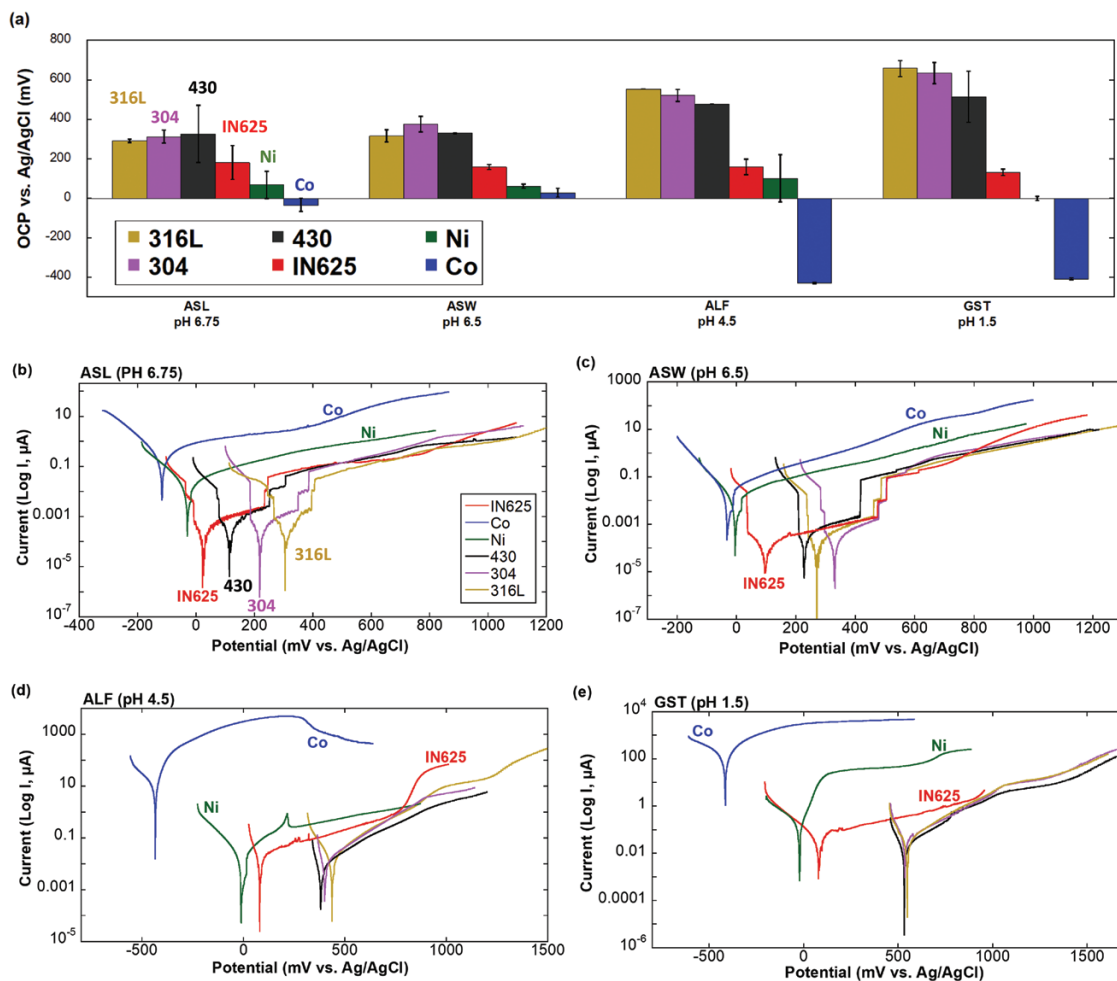 (a)
OCP vs. Ag/AgCl (mV)
800
600
400
200
0
-200
-400
316L
304
430
IN625
Ni
Co
316L 430 Ni
304 IN625 Co
ASL
pH 6.75
ASW
pH 6.5
ALF
pH 4.5
GST
pH 1.5
(b)
ASL (PH 6.75)
Current (Log I, µA)
10
0.1
0.001
10-5
10-7
Co
Ni
IN625
430
304
316L
IN625
Co
Ni
430
304
316L
-400 -200 0 200 400 600 800 1000 1200
Potential (mV vs. Ag/AgCl)
(c)
ASW (pH 6.5)
Current (Log I, µA)
1000
10
0.1
0.001
10-5
10-7
Co
Ni
IN625
-200 0 200 400 600 800 1000 1200
Potential (mV vs. Ag/AgCl)
(d)
ALF (pH 4.5)
Current (Log I, µA)
1000
10
0.1
0.001
10-5
Co
IN625
Ni
-500 0 500 1000 1500
Potential (mV vs. Ag/AgCl)
(e)
GST (pH 1.5)
Current (Log I, µA)
104
100
1
0.01
0.0001
10-6
Co
Ni
IN625
-500 0 500 1000 1500
Potential (mV vs. Ag/AgCl)